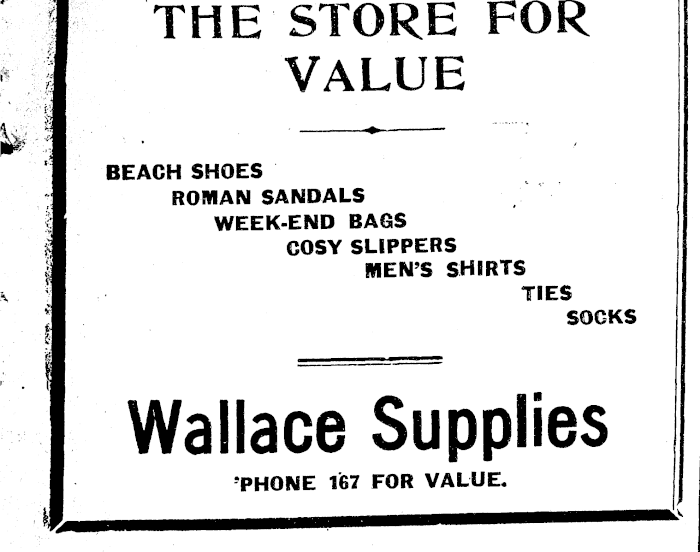 THE STORE FOR
VALUE
BEACH SHOES
ROMAN SANDALS
WEEK-END BAGS
COSY SLIPPERS
MEN'S SHIRTS
TIES
SOCKS
Wallace Supplies
'PHONE 167 FOR VALUE.